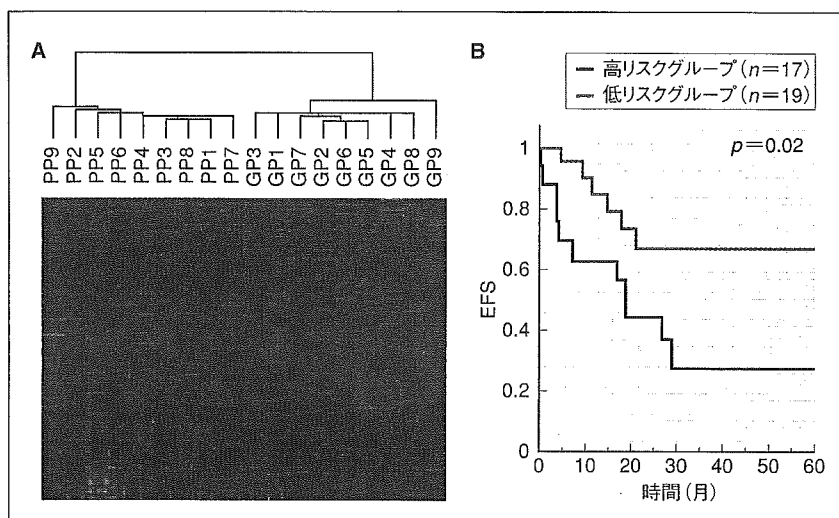 A
PP9 PP2 PP5 PP6 PP4 PP3 PP8 PP1 PP7 GP3 GP1 GP7 GP2 GP6 GP5 GP4 GP8 GP9
B
高リスクグループ(n=17)
低リスクグループ(n=19)
p=0.02
1
0.8
0.6
0.4
0.2
0
EFS
0 10 20 30 40 50 60
時間(月)